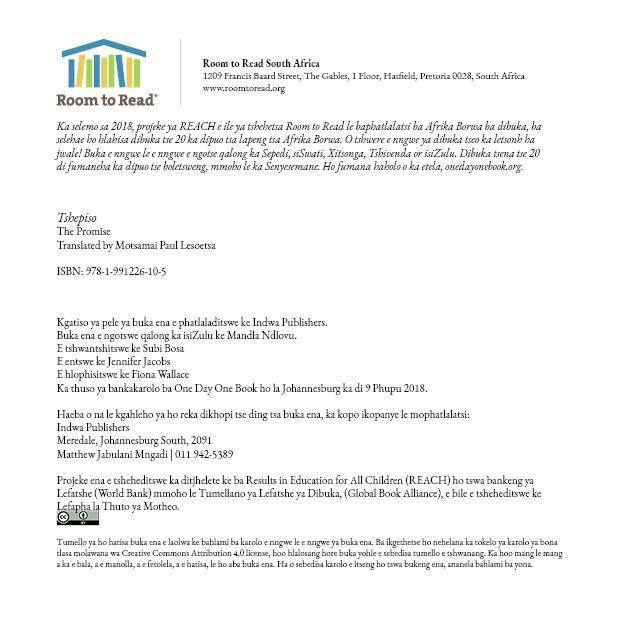 Room to Read®
Room to Read South Africa
1209 Francis Baard Street, The Gables, 1 Floor, Hatfield, Pretoria 0028, South Africa
www.roomtoread.org
Ka selemo sa 2018, projeke ya REACH e ile ya tshehetsa Room to Read le baphatlalatsi ba Afrika Borwa ba dibuka, ba
selehae ho hlahisa dibuka tse 20 ka dipuo tsa lapeng tsa Afrika Borwa. O tshwere e nngwe ya dibuka tseo ka letsonh ba
jwale! Buka e nngwe le e nngwe e ngotse qalong ka Sepedi, siSwati, Xitsonga, Tshivenda or isiZulu. Dibuka tsena tse 20
di fumaneha ka dipuo tse boletsweng, mmoho le ka Senyesemane. Ho fumana haholo o ka etela, onedayonebook.org.
Tshepiso
The Promise
Translated by Motsamai Paul Lesoetsa
ISBN: 978-1-991226-10-5
Kgatiso ya pele ya buka ena e phatlaladitswe ke Indwa Publishers.
Buka ena e ngotswe qalong ka isiZulu ke Mandla Ndlovu.
E tshwantshitswe ke Subi Bosa
E entswe ke Jennifer Jacobs
E hlophisitswe ke Fiona Wallace
Ka thuso ya bankakarolo ba One Day One Book ho la Johannesburg ka di 9 Phupu 2018.
Haeba o na le kgahleho ya ho reka dikhopi tse ding tsa buka ena, ka kopo ikopanye le mophatlalatsi:
Indwa Publishers
Meredale, Johannesburg South, 2091
Matthew Jabulani Mngadi | 011 942-5389
Projeke ena e tsheheditswe ka ditjhelete ke ba Results in Education for All Children (REACH) ho tswa bankeng ya
Lefatshe (World Bank) mmoho le Tumellano ya Lefatshe ya Dibuka, (Global Book Alliance), e bile e tsheheditswe ke
Lefapha la Thuto ya Motheo.
cc BY
Tumello ya ho hatisa buka ena e laolwa ke bahlami ba karolo e nngwe le e nngwe ya buka ena. Ba ikgethetse ho nehelana ka tokelo ya karolo ya bona
tlasa molawana wa Creative Commons Attribution 4.0 license, hoo hlalosang hore buka yohle e sebedisa tumello e tshwanang. Ka hoo mang le mang
a ka e bala, a e manolla, a e fetolela, a e hatisa, le ho aba buka ena. Ha o sebedisa karolo e itseng ho tswa bukeng ena, ananela bahlami ba yona.